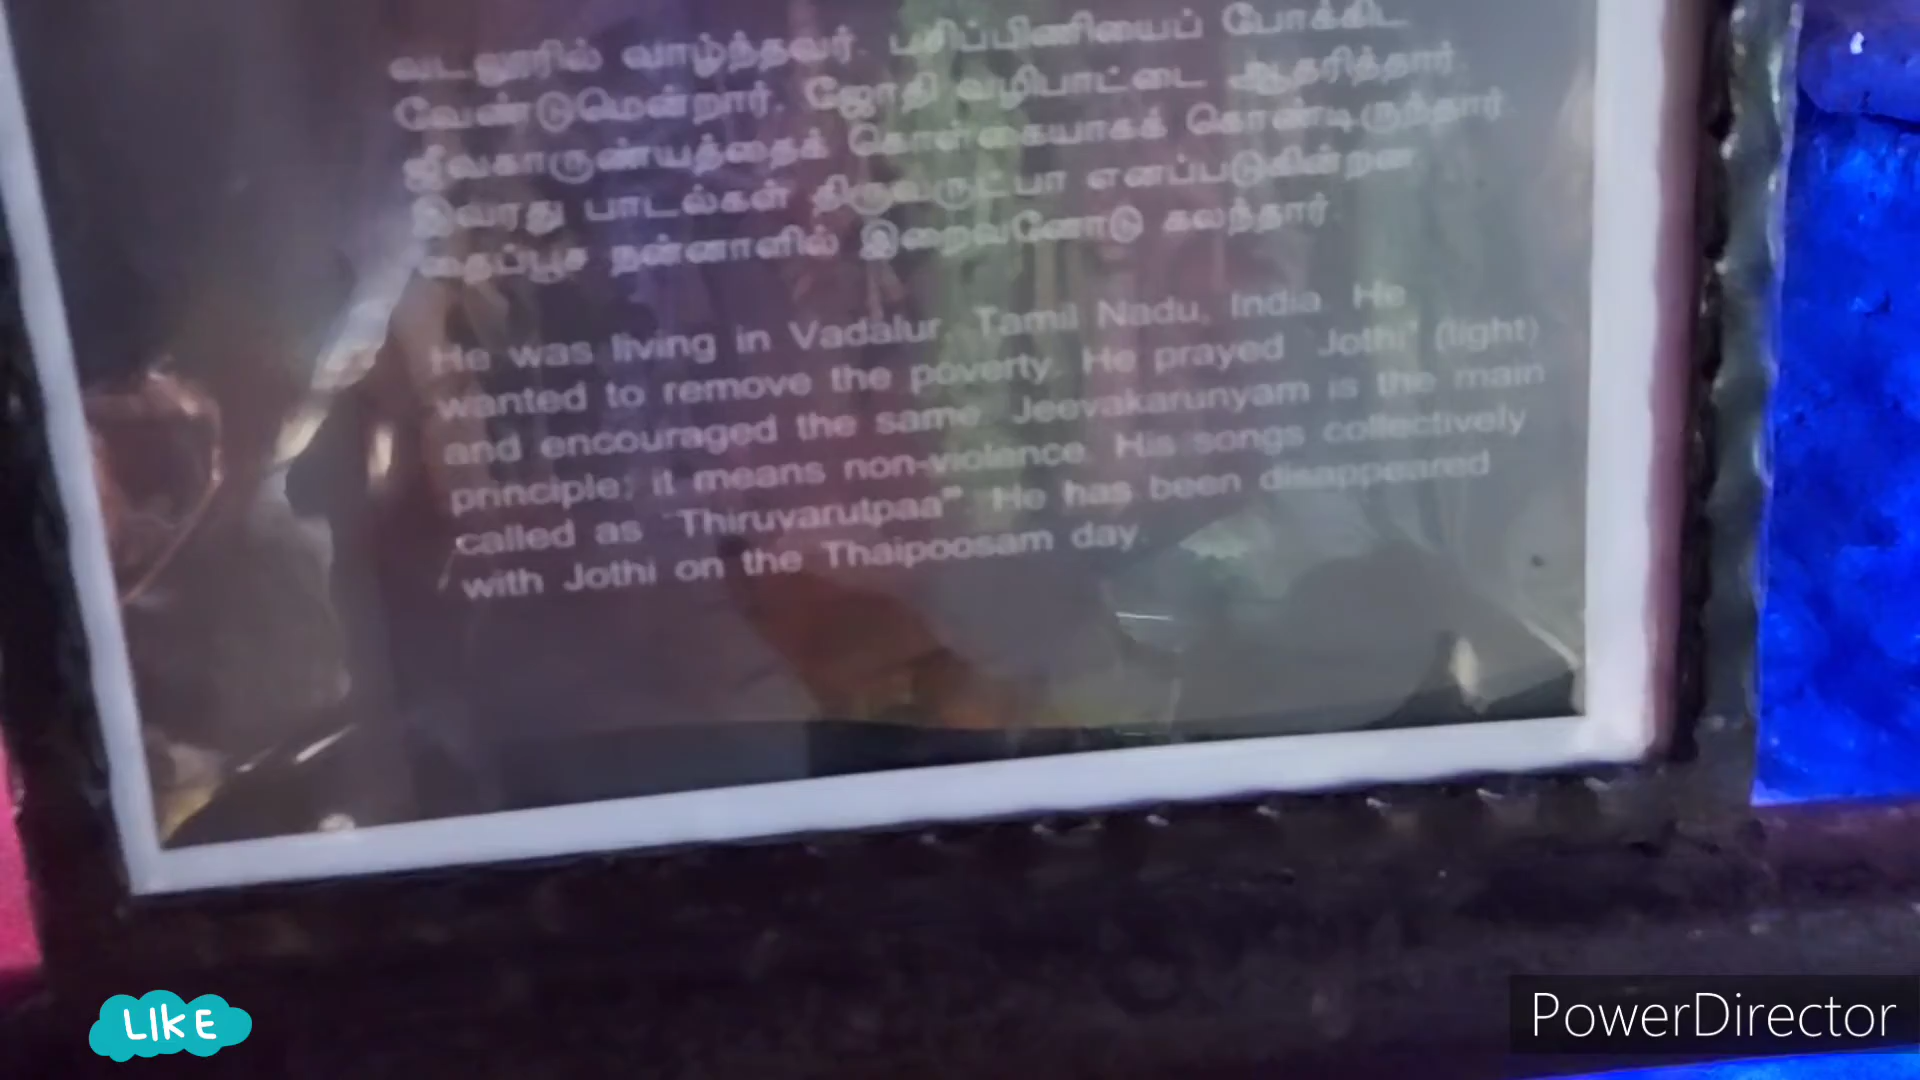 வடலூரில் வாழ்ந்தவர். பசிப்பிணியைப் போக்கிட
வேண்டுமென்றார். ஜோதி வழிபாட்டை ஆதரித்தார்.
ஜீவகாருண்யத்தைக் கொள்கையாகக் கொண்டிருந்தார்.
இவரது பாடல்கள் திருவருட்பா எனப்படுகின்றன.
தைப்பூச நன்னாளில் இறைவனோடு கலந்தார்.
He was living in Vadalur, Tamil Nadu, India. He
wanted to remove the poverty. He prayed 'Jothi' (light)
and encouraged the same. Jeevakarunyam is the main
principle; it means non-violance. His songs collectively
called as "Thiruvarutpaa". He has been disappeared
with Jothi on the Thaipoosam day.
LIKE
PowerDirector